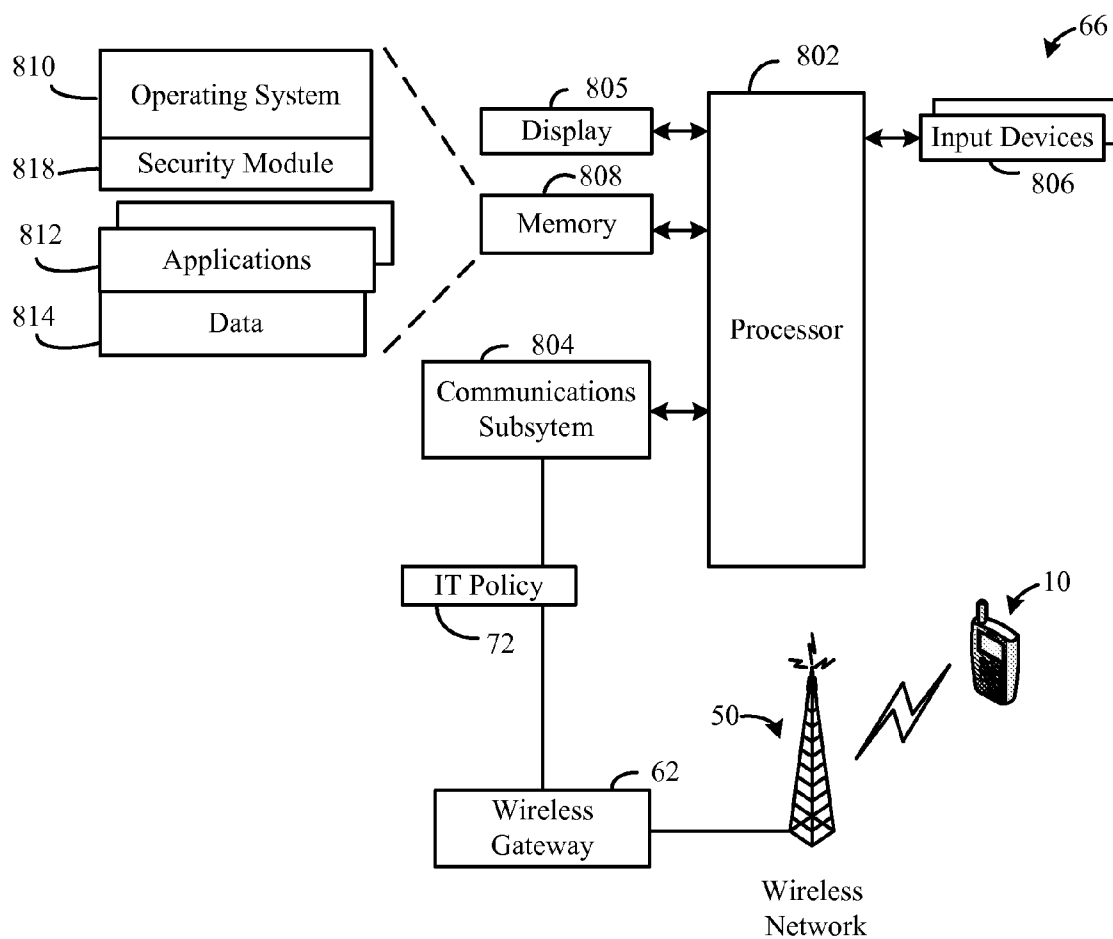 66
810
802
Operating System
805
Display
Input Devices
818
Security Module
808
806
Memory
812
Applications
814
Data
Processor
804
Communications
Subsytem
IT Policy
72
10
50
62
Wireless
Gateway
Wireless
Network